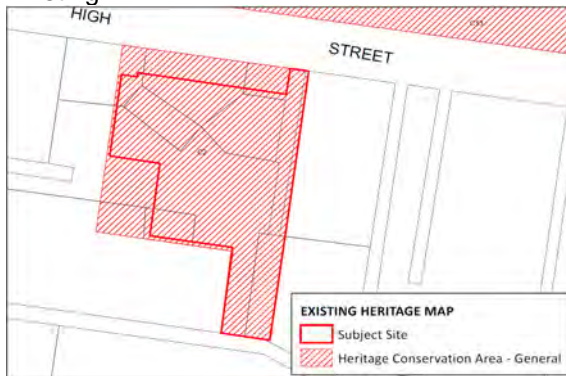 HIGH
STREET
EXISTING HERITAGE MAP
Subject Site
Heritage Conservation Area - General